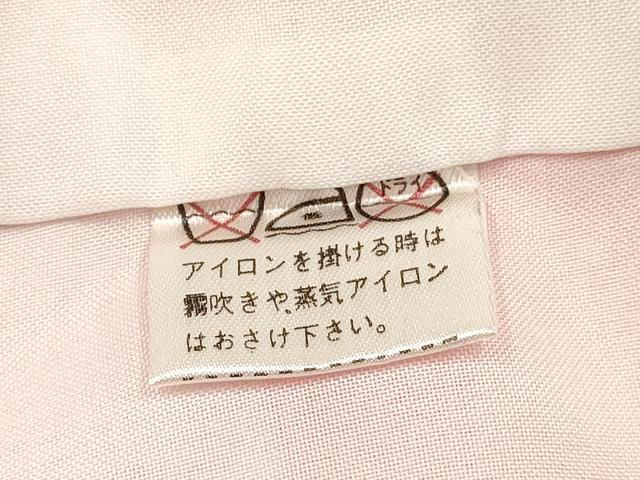 ドライ
アイロンを掛ける時は
霧吹きや、蒸気アイロン
はおさけ下さい。